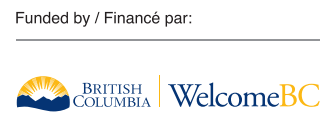 Funded by / Financé par:
BRITISH
COLUMBIA
WelcomeBC